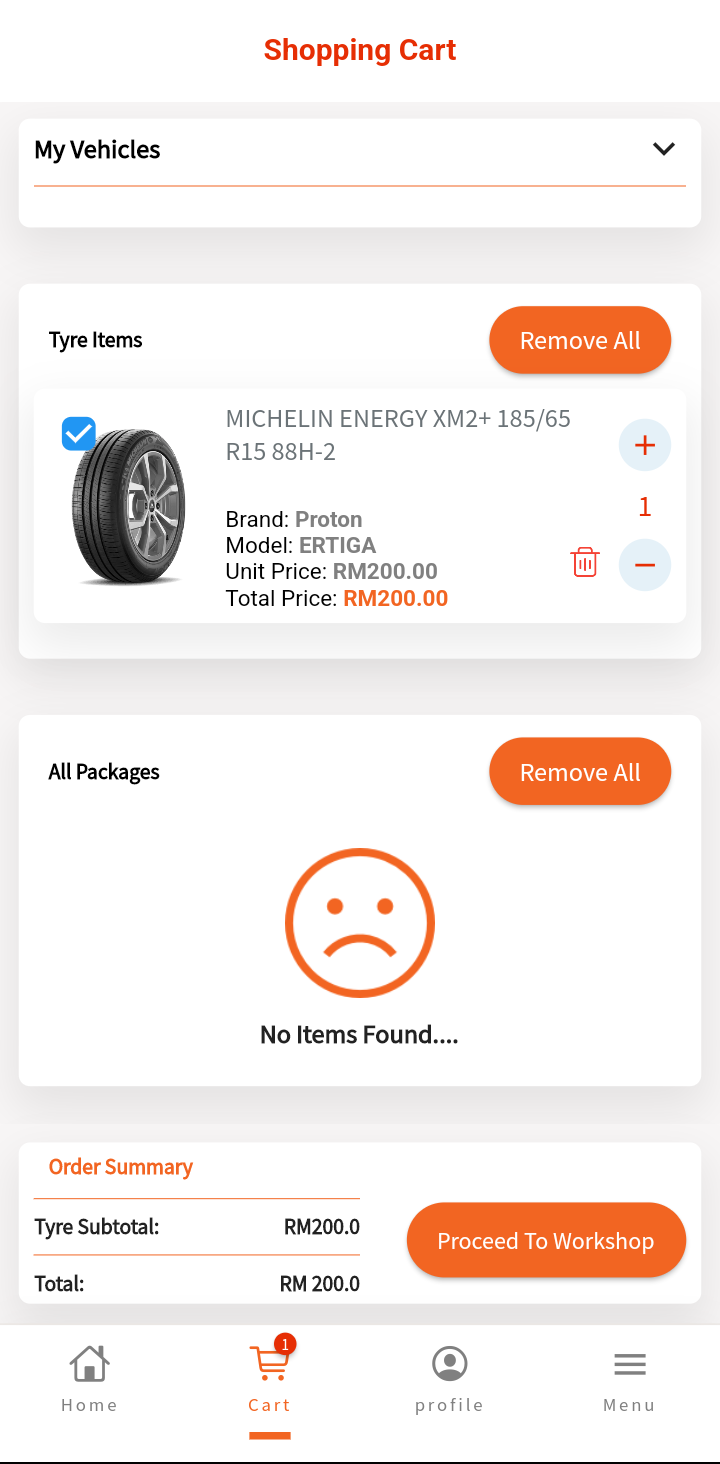 Shopping Cart
My Vehicles
Tyre Items
Remove All
MICHELIN ENERGY XM2+ 185/65
R15 88H-2
+
1
−
Brand: Proton
Model: ERTIGA
Unit Price: RM200.00
Total Price: RM200.00
All Packages
Remove All
No Items Found....
Order Summary
Tyre Subtotal: RM200.0
Total: RM 200.0
Proceed To Workshop
1
Home
Cart
profile
Menu